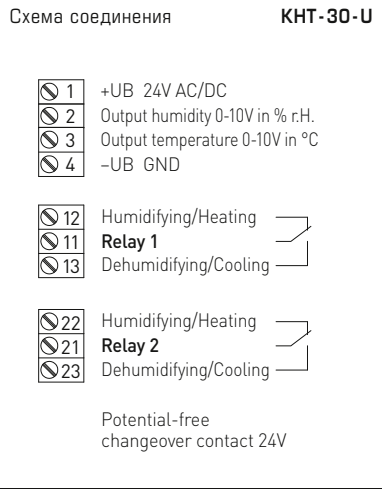 Схема соединения KHT-30-U
1 +UB 24V AC/DC
2 Output humidity 0-10V in % r.H.
3 Output temperature 0-10V in °C
4 –UB GND
12 Humidifying/Heating
11 Relay 1
13 Dehumidifying/Cooling
22 Humidifying/Heating
21 Relay 2
23 Dehumidifying/Cooling
Potential-free
changeover contact 24V